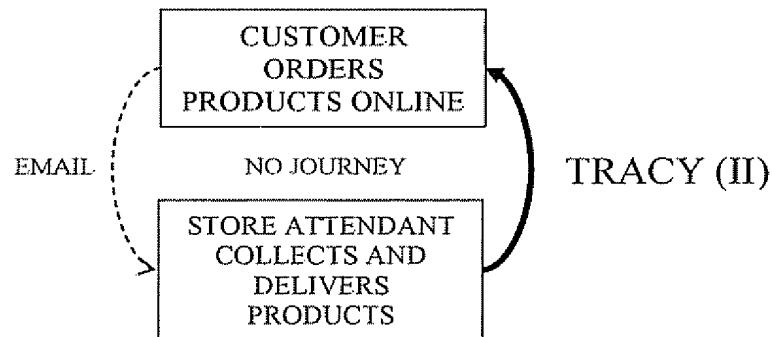 CUSTOMER
ORDERS
PRODUCTS ONLINE
EMAIL
NO JOURNEY
TRACY (II)
STORE ATTENDANT
COLLECTS AND
DELIVERS
PRODUCTS